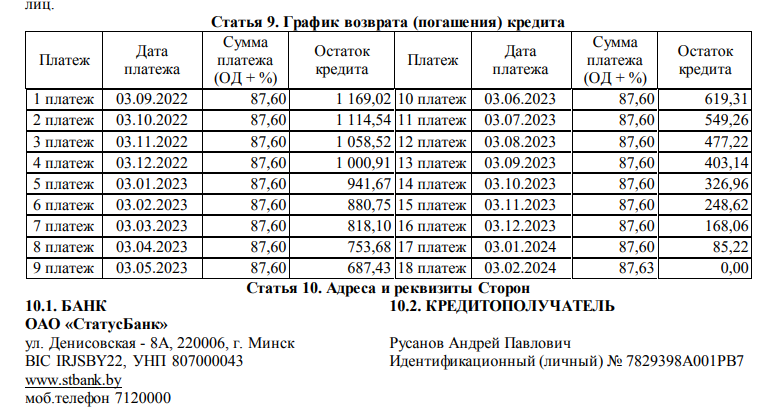 лиц.
Статья 9. График возврата (погашения) кредита
Платеж Дата платежа Сумма платежа (ОД + %) Остаток кредита Платеж Дата платежа Сумма платежа (ОД + %) Остаток кредита
1 платеж 03.09.2022 87,60 1 169,02 10 платеж 03.06.2023 87,60 619,31
2 платеж 03.10.2022 87,60 1 114,54 11 платеж 03.07.2023 87,60 549,26
3 платеж 03.11.2022 87,60 1 058,52 12 платеж 03.08.2023 87,60 477,22
4 платеж 03.12.2022 87,60 1 000,91 13 платеж 03.09.2023 87,60 403,14
5 платеж 03.01.2023 87,60 941,67 14 платеж 03.10.2023 87,60 326,96
6 платеж 03.02.2023 87,60 880,75 15 платеж 03.11.2023 87,60 248,62
7 платеж 03.03.2023 87,60 818,10 16 платеж 03.12.2023 87,60 168,06
8 платеж 03.04.2023 87,60 753,68 17 платеж 03.01.2024 87,60 85,22
9 платеж 03.05.2023 87,60 687,43 18 платеж 03.02.2024 87,63 0,00
Статья 10. Адреса и реквизиты Сторон
10.1. БАНК 10.2. КРЕДИТОПОЛУЧАТЕЛЬ
ОАО «СтатусБанк»
ул. Денисовская - 8А, 220006, г. Минск Русанов Андрей Павлович
BIC IRJSBY22, УНП 807000043 Идентификационный (личный) № 7829398А001РВ7
www.stbank.by
моб.телефон 7120000